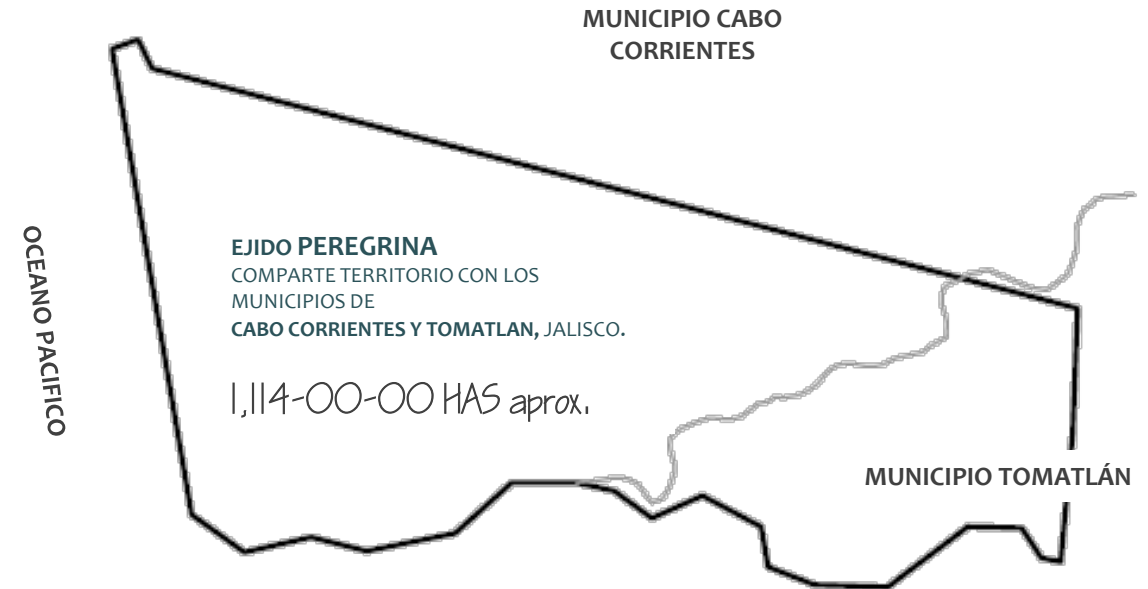 MUNICIPIO CABO
CORRIENTES
OCEANO PACIFICO
EJIDO PEREGRINA
COMPARTE TERRITORIO CON LOS
MUNICIPIOS DE
CABO CORRIENTES Y TOMATLAN, JALISCO.
1,114-00-00 HAS aprox.
MUNICIPIO TOMATLÁN